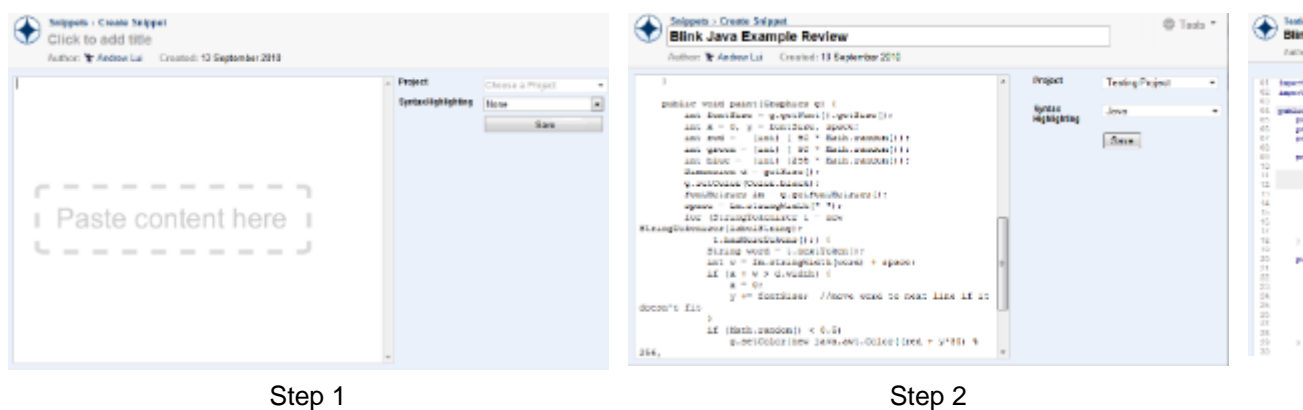 Snippets › Create Snippet
Click to add title
Author: Andrew Lui Created: 13 September 2010
Project
Choose a Project
Syntax Highlighting
None
Save
Paste content here
Step 1
Snippets › Create Snippet
Blink Java Example Review
Tools
Author: Andrew Lui Created: 13 September 2010
}
public void paint(Graphics g) {
int fontSize = g.getFont().getSize();
int x = 0, y = fontSize, space;
int red = (int) ( 50 * Math.random());
int green = (int) ( 50 * Math.random());
int blue = (int) (256 * Math.random());
Dimension d = getSize();
g.setColor(Color.black);
FontMetrics fm = g.getFontMetrics();
space = fm.stringWidth(" ");
for (StringTokenizer t = new
StringTokenizer(labelString);
t.hasMoreTokens();) {
String word = t.nextToken();
int w = fm.stringWidth(word) + space;
if (x + w > d.width) {
x = 0;
y += fontSize; //move word to next line if it
doesn't fit
}
if (Math.random() < 0.5)
g.setColor(new java.awt.Color((red + y*30) %
256,
Project
Testing Project
Syntax
Highlighting
Java
Save
Step 2